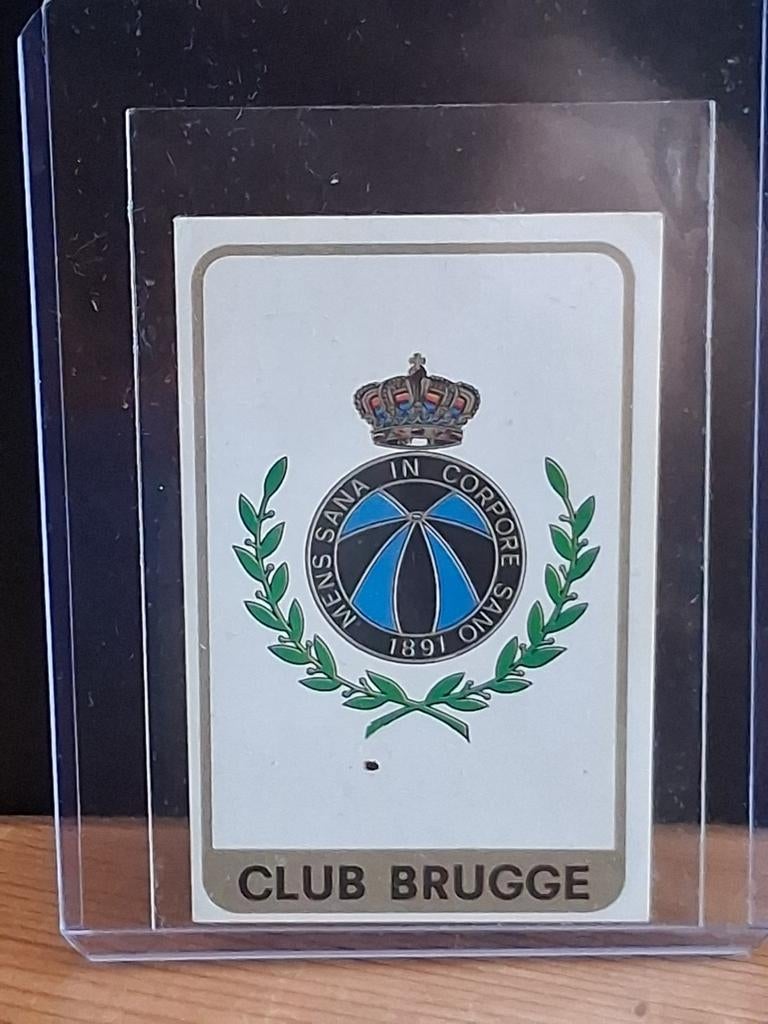 MENS SANA IN CORPORE SANO
1891
CLUB BRUGGE